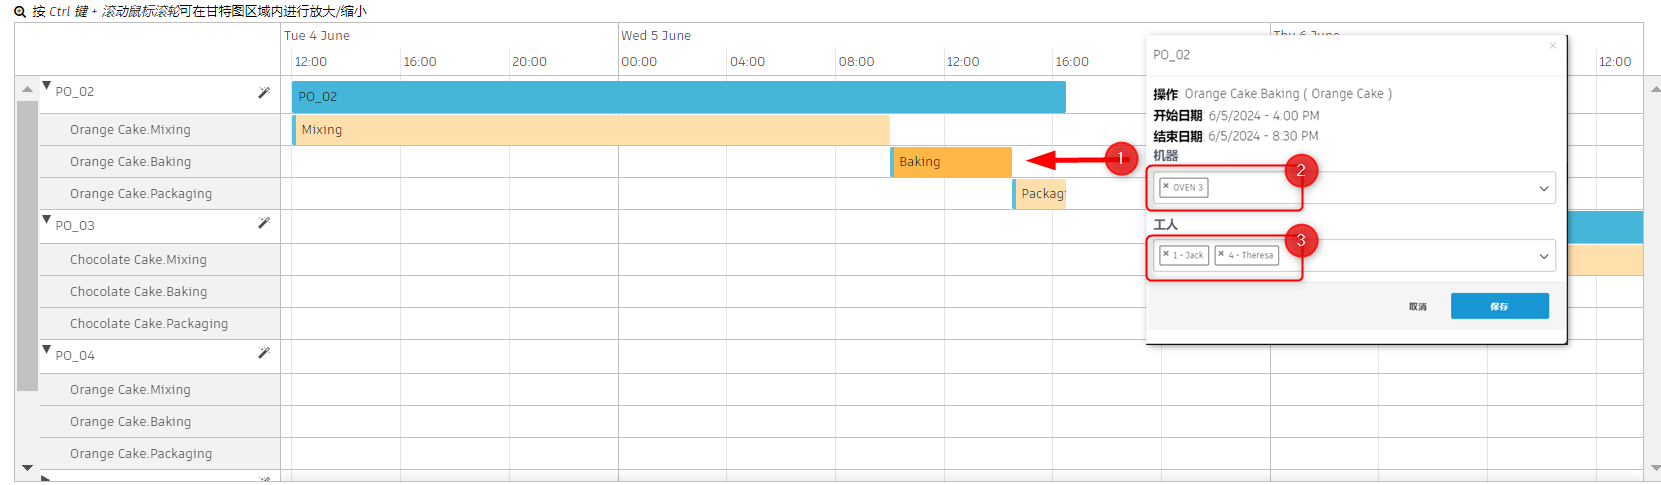 按 Ctrl 键 + 滚动鼠标滚轮可在甘特图区域内进行放大/缩小
Tue 4 June
Wed 5 June
Thu 6 June
12:00
16:00
20:00
00:00
04:00
08:00
12:00
16:00
12:00
PO_02
PO_02
Orange Cake.Mixing
Mixing
Orange Cake.Baking
Baking
1
Orange Cake.Packaging
Packag
PO_03
Chocolate Cake.Mixing
Chocolate Cake.Baking
Chocolate Cake.Packaging
PO_04
Orange Cake.Mixing
Orange Cake.Baking
Orange Cake.Packaging
PO_02
×
操作: Orange Cake.Baking ( Orange Cake )
开始日期: 6/5/2024 - 4:00 PM
结束日期: 6/5/2024 - 8:30 PM
机器
2
× OVEN 3
工人
3
× 1 - Jack
× 4 - Theresa
取消
保存